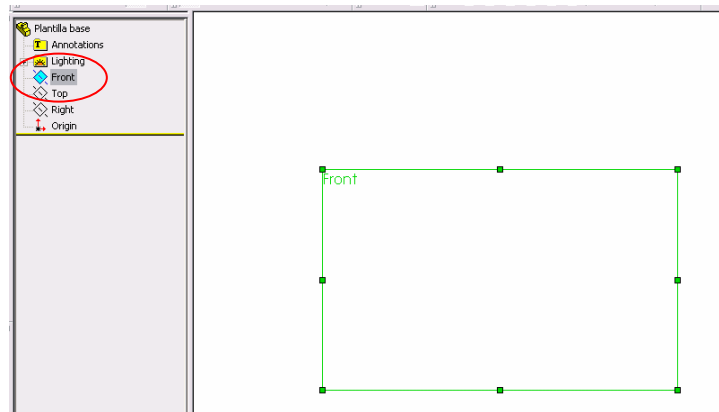 Plantilla base
Annotations
Lighting
Front
Top
Right
Origin
Front